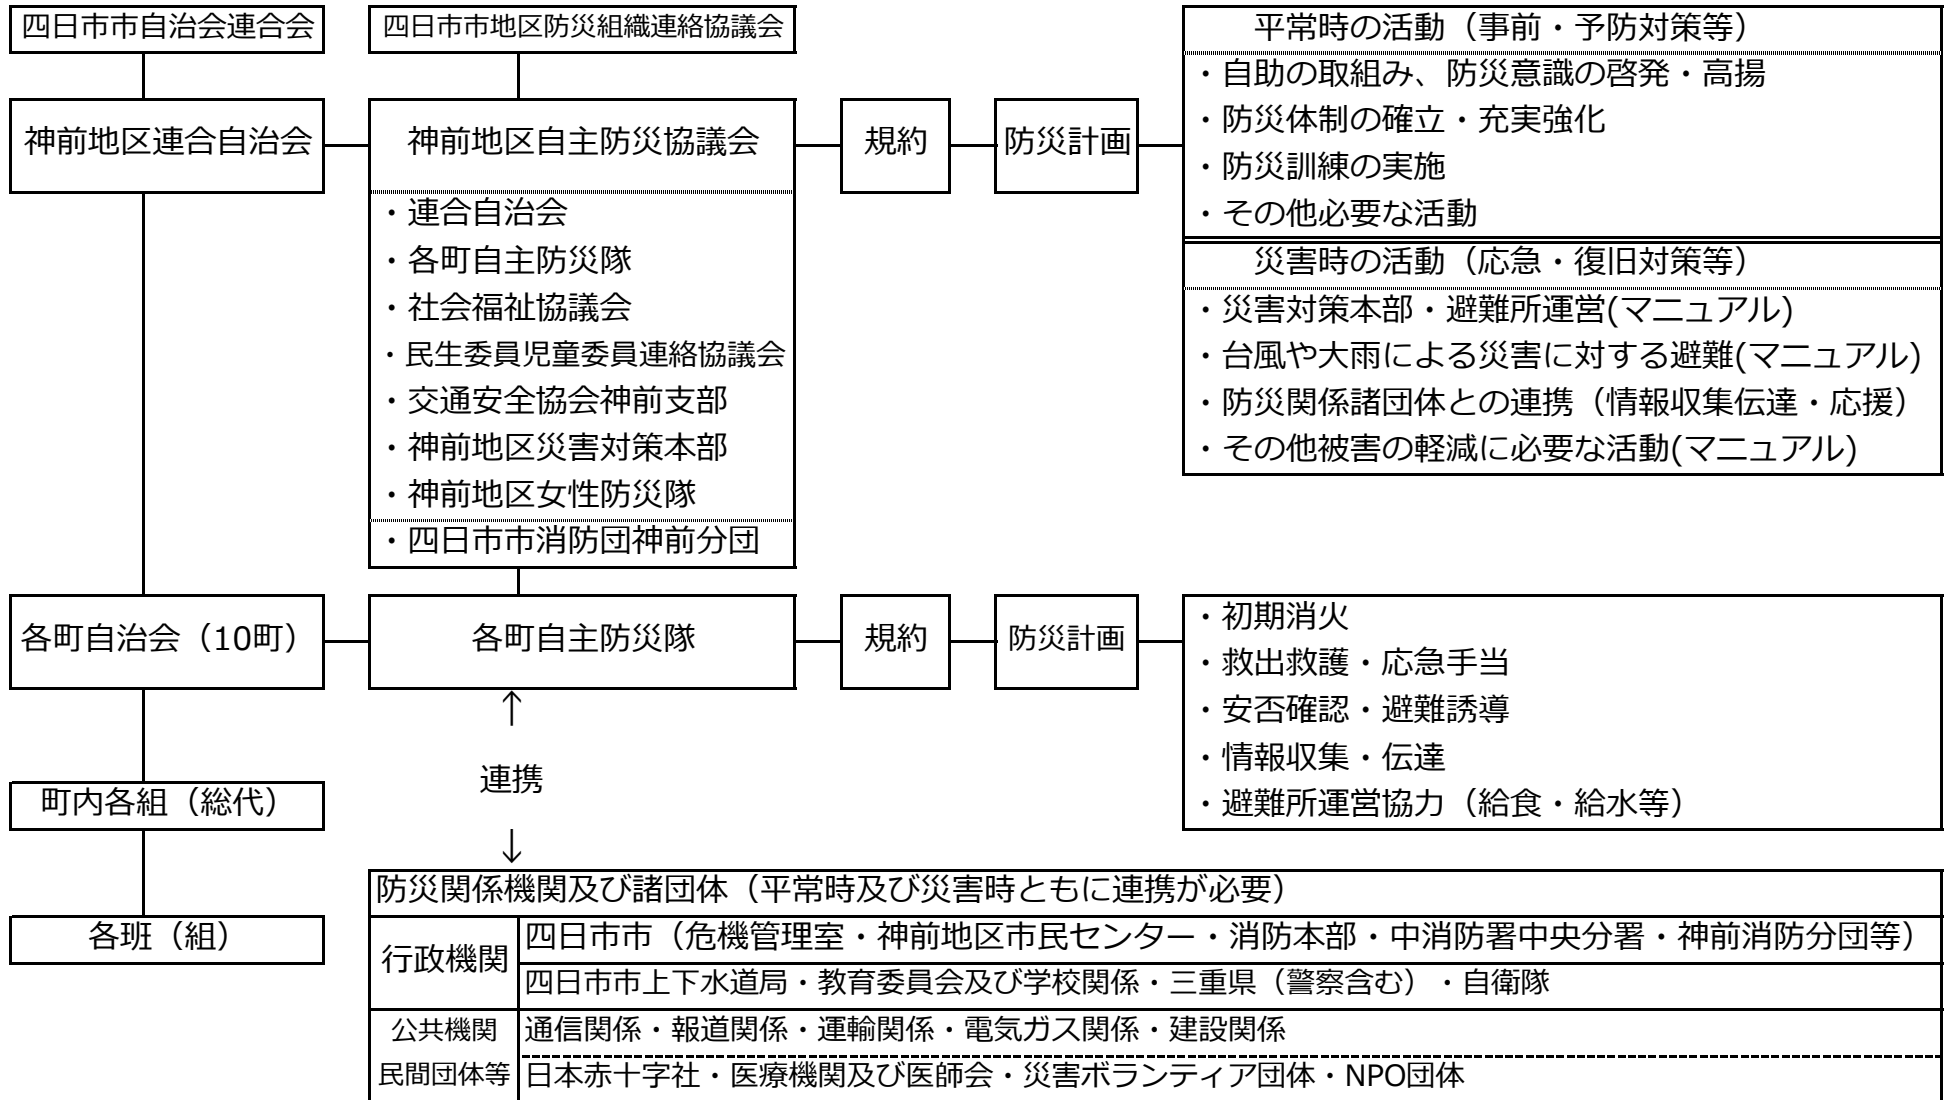 四日市市自治会連合会
四日市市地区防災組織連絡協議会
神前地区連合自治会
神前地区自主防災協議会
規約
防災計画
・連合自治会
・各町自主防災隊
・社会福祉協議会
・民生委員児童委員連絡協議会
・交通安全協会神前支部
・神前地区災害対策本部
・神前地区女性防災隊
・四日市市消防団神前分団
平常時の活動（事前・予防対策等）
・自助の取組み、防災意識の啓発・高揚
・防災体制の確立・充実強化
・防災訓練の実施
・その他必要な活動
災害時の活動（応急・復旧対策等）
・災害対策本部・避難所運営(マニュアル)
・台風や大雨による災害に対する避難(マニュアル)
・防災関係諸団体との連携（情報収集伝達・応援）
・その他被害の軽減に必要な活動(マニュアル)
各町自治会（10町）
各町自主防災隊
規約
防災計画
・初期消火
・救出救護・応急手当
・安否確認・避難誘導
・情報収集・伝達
・避難所運営協力（給食・給水等）
↑
連携
↓
町内各組（総代）
各班（組）
防災関係機関及び諸団体（平常時及び災害時ともに連携が必要）
行政機関
四日市市（危機管理室・神前地区市民センター・消防本部・中消防署中央分署・神前消防分団等）
四日市市上下水道局・教育委員会及び学校関係・三重県（警察含む）・自衛隊
公共機関
民間団体等
通信関係・報道関係・運輸関係・電気ガス関係・建設関係
日本赤十字社・医療機関及び医師会・災害ボランティア団体・NPO団体